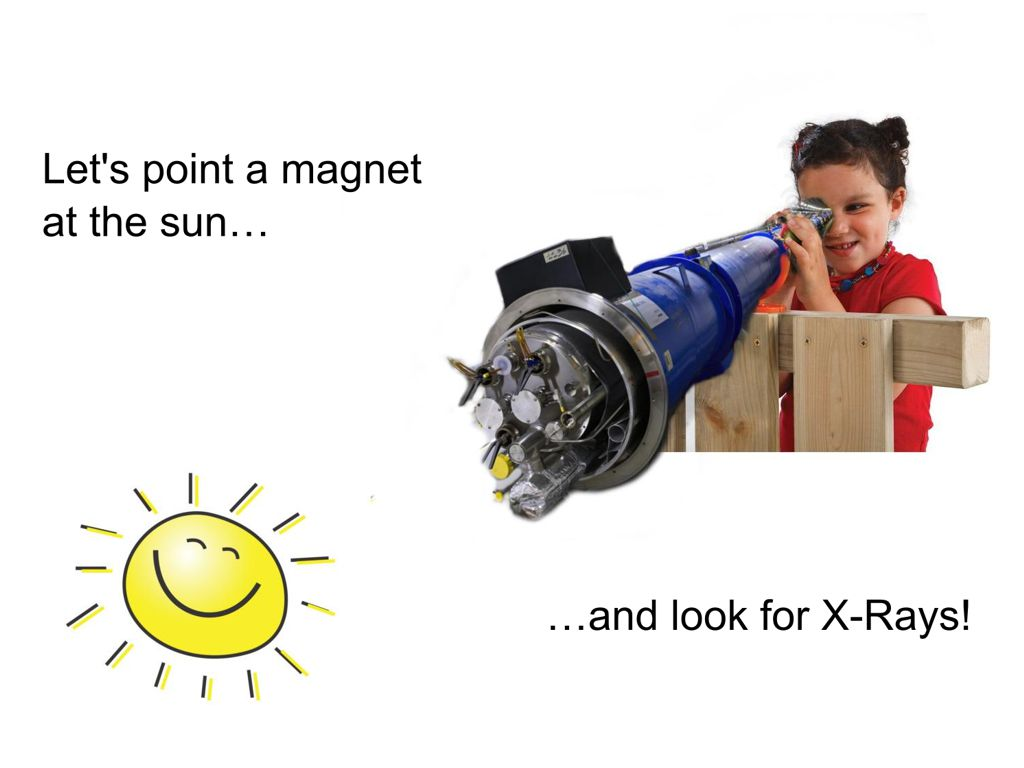 Let's point a magnet
at the sun…
…and look for X-Rays!